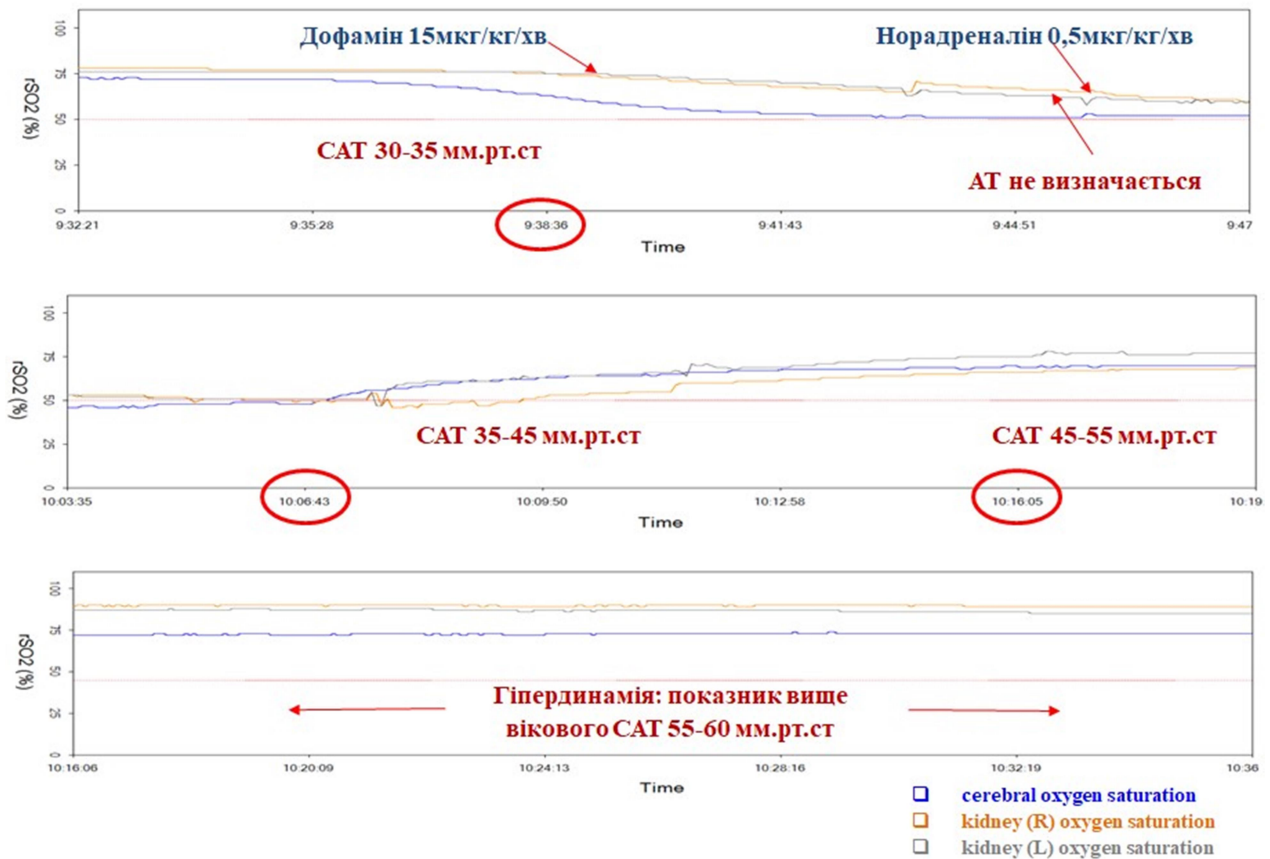 100
75
50
25
0
rSO2 (%)
Дофамін 15мкг/кг/хв
Норадреналін 0,5мкг/кг/хв
САТ 30-35 мм.рт.ст
АТ не визначається
9:32:21 9:35:28 9:38:36 9:41:43 9:44:51 9:47
Time
100
75
50
25
0
rSO2 (%)
САТ 35-45 мм.рт.ст
САТ 45-55 мм.рт.ст
10:03:35 10:06:43 10:09:50 10:12:58 10:16:05 10:19
Time
100
75
50
25
0
rSO2 (%)
Гіпердинамія: показник вище
вікового САТ 55-60 мм.рт.ст
10:16:06 10:20:09 10:24:13 10:28:16 10:32:19 10:36
Time
cerebral oxygen saturation
kidney (R) oxygen saturation
kidney (L) oxygen saturation